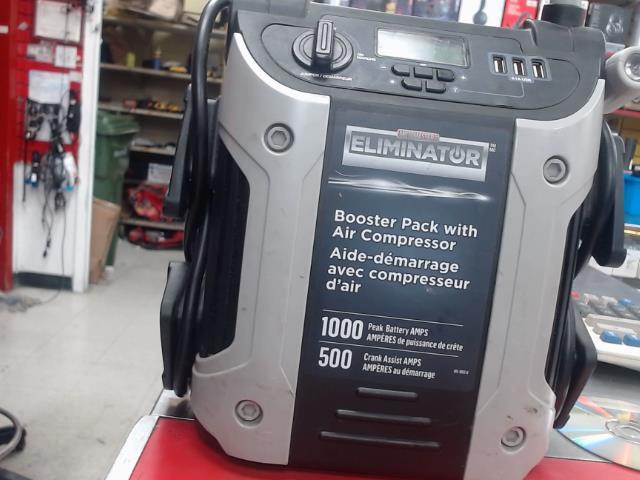 ELIMINATOR
Booster Pack with
Air Compressor
Aide-démarrage
avec compresseur
d'air
1000 Peak Battery AMPS
AMPÈRES de puissance de crête
500 Crank Assist AMPS
AMPÈRES au démarrage